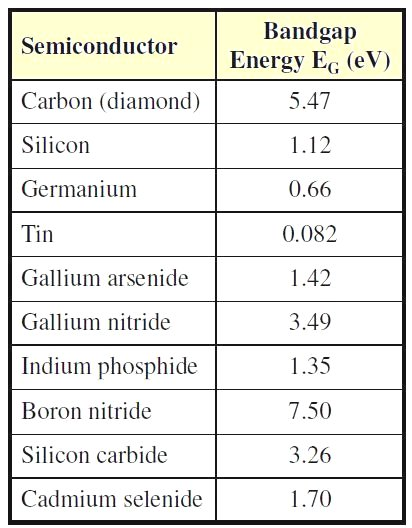 Semiconductor Bandgap
Energy EG (eV)
Carbon (diamond) 5.47
Silicon 1.12
Germanium 0.66
Tin 0.082
Gallium arsenide 1.42
Gallium nitride 3.49
Indium phosphide 1.35
Boron nitride 7.50
Silicon carbide 3.26
Cadmium selenide 1.70